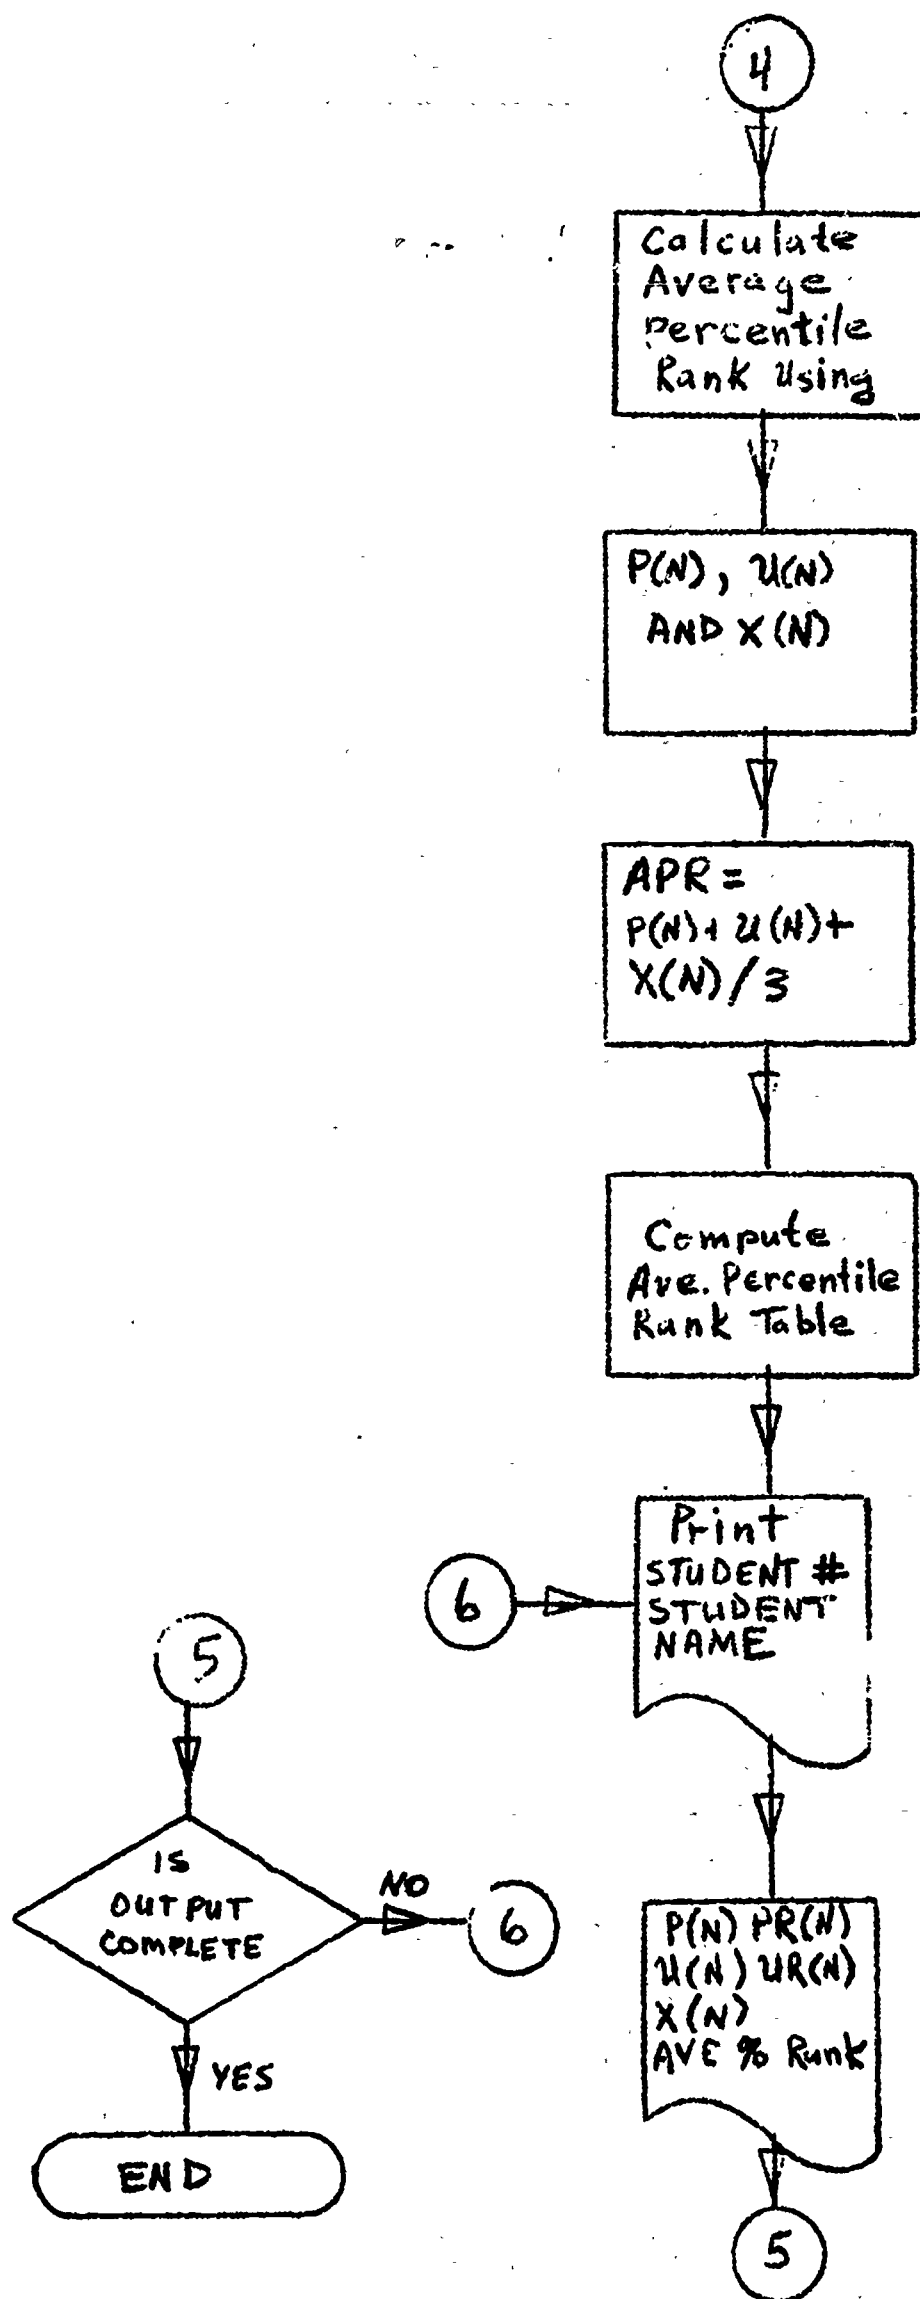 4
Calculate
Average
Percentile
Rank Using
P(N), U(N)
AND X(N)
APR =
P(N)+U(N)+
X(N)/3
Compute
Ave. Percentile
Rank Table
6
Print
STUDENT #
STUDENT
NAME
P(N) PR(N)
U(N) UR(N)
X(N)
AVE % Rank
5
5
IS
OUTPUT
COMPLETE
NO
6
YES
END